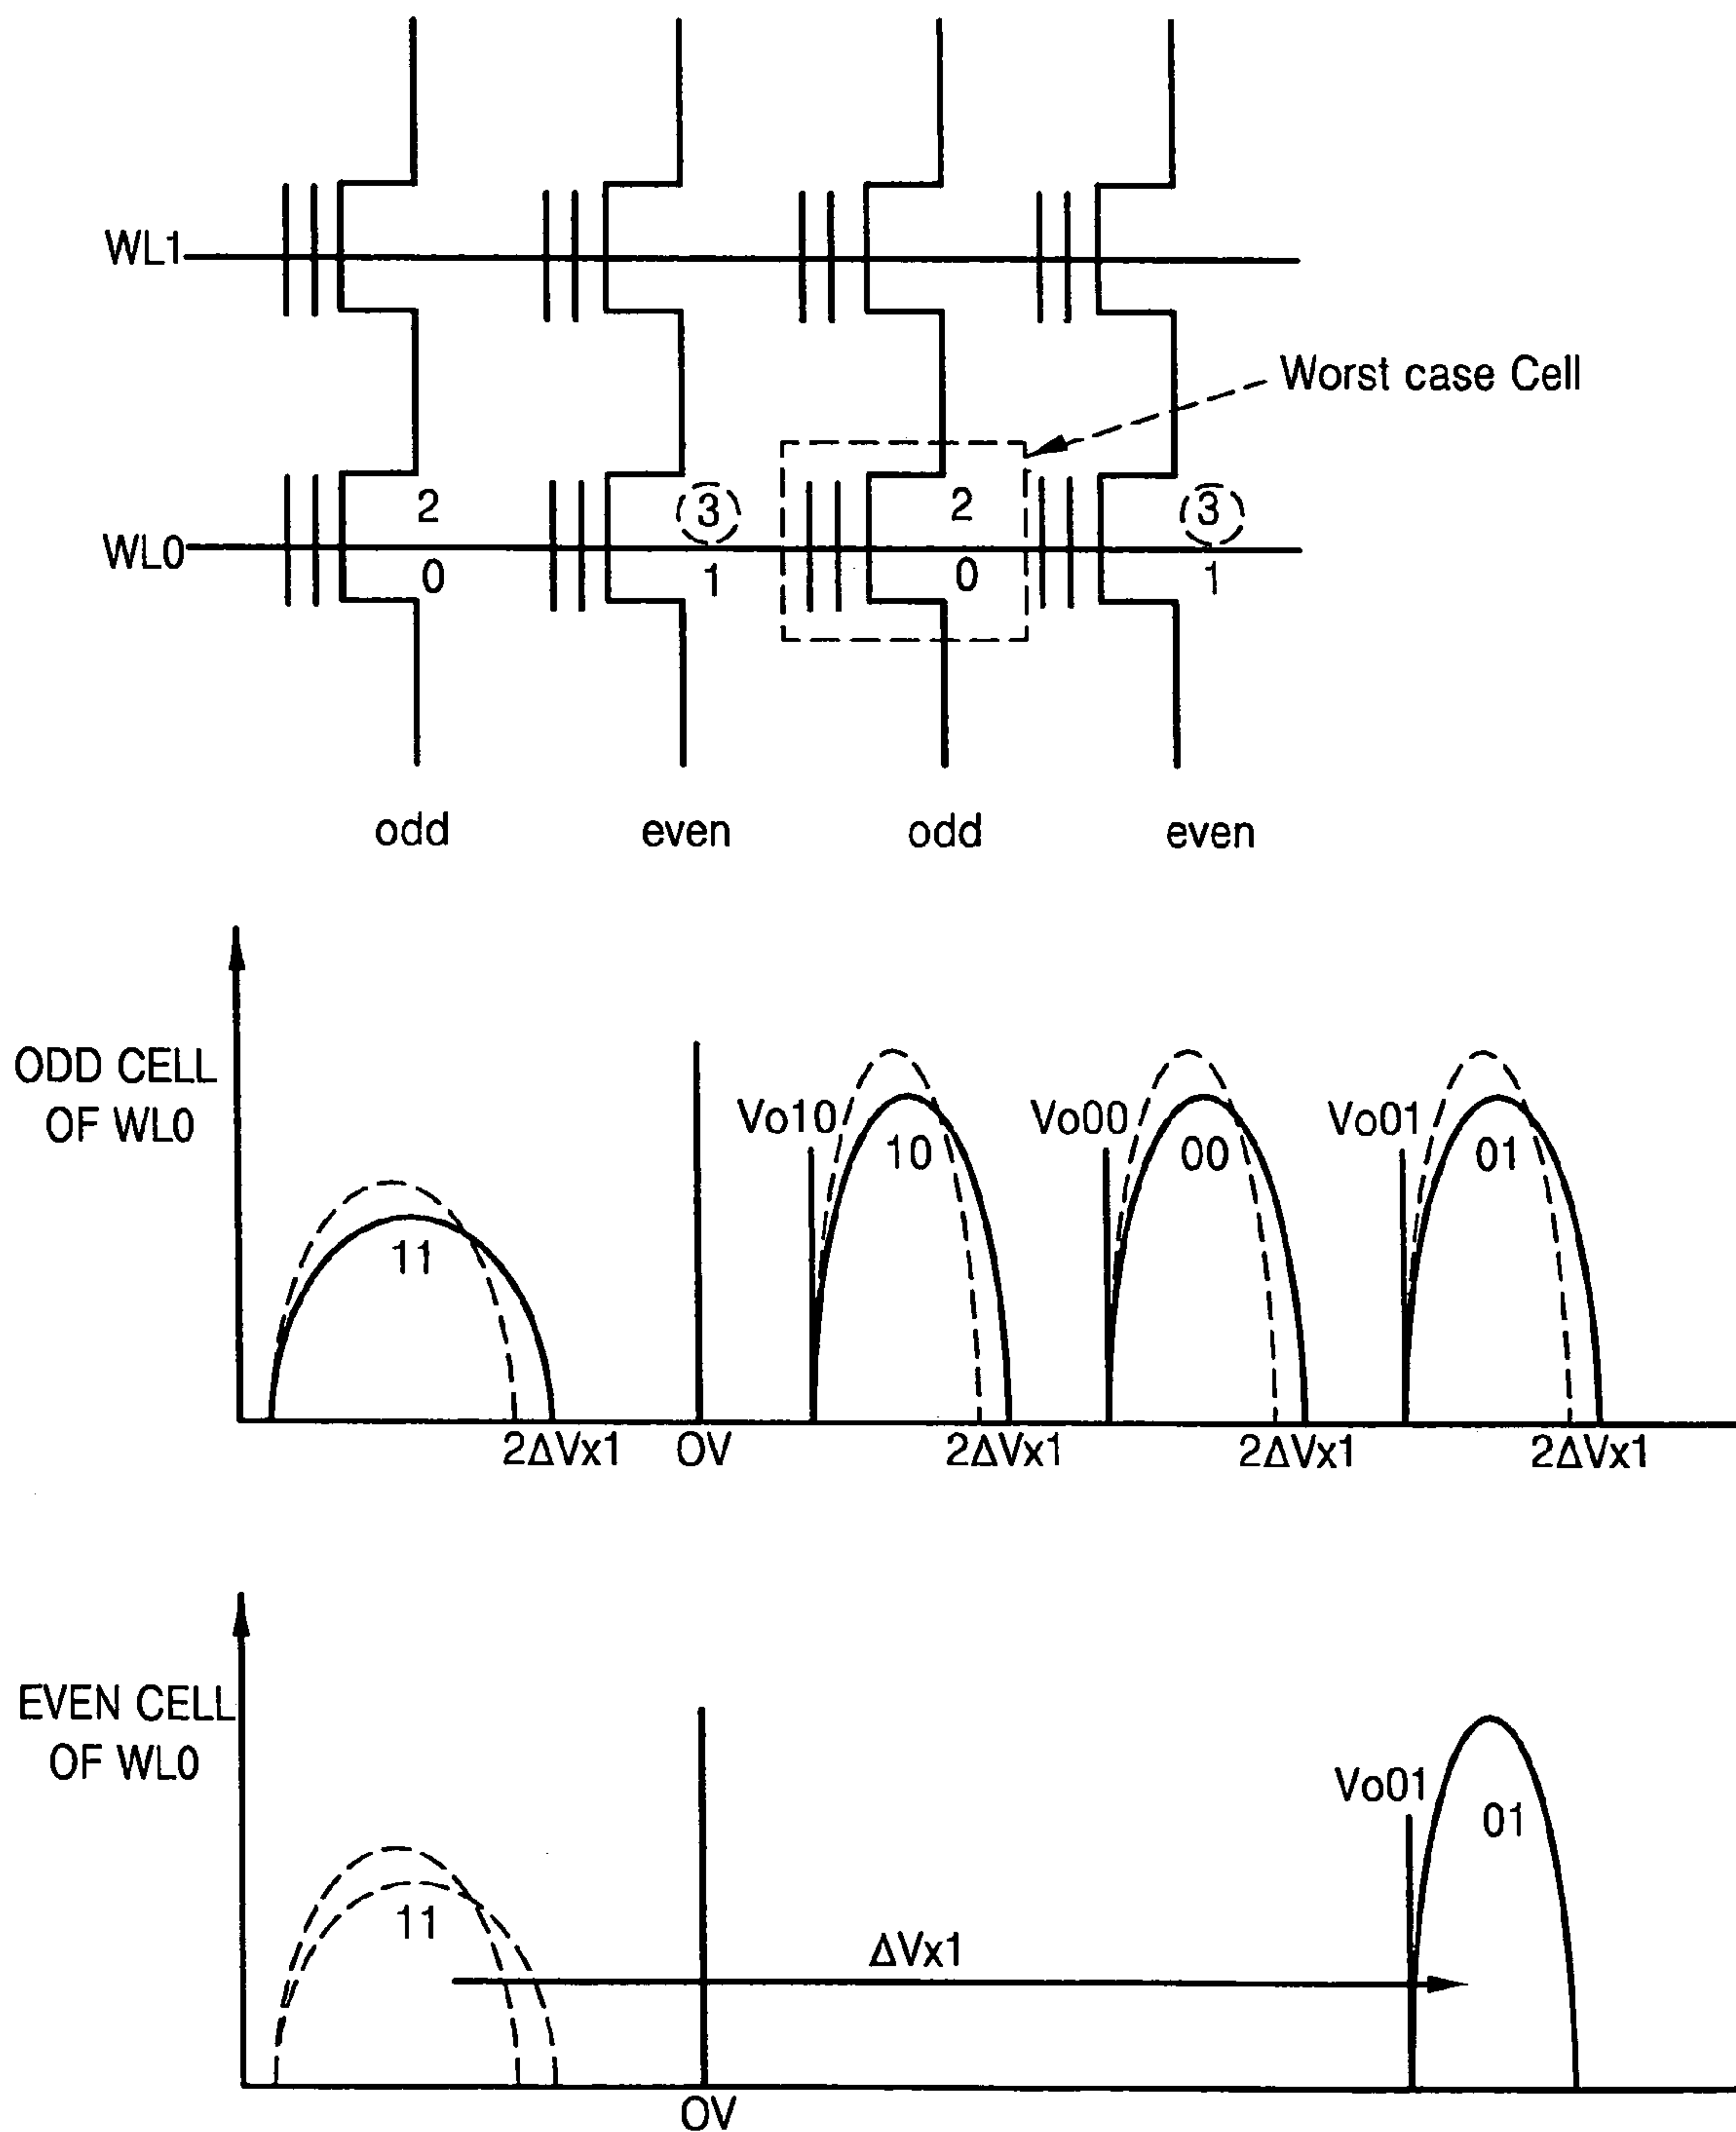 WL1
Worst case Cell
2 3 2 3
WL0
0 1 0 1
odd even odd even
ODD CELL
OF WL0
Vo10 Vo00 Vo01
11 10 00 01
2ΔVx1 0V 2ΔVx1 2ΔVx1 2ΔVx1
EVEN CELL
OF WL0
Vo01
01
11
ΔVx1
0V